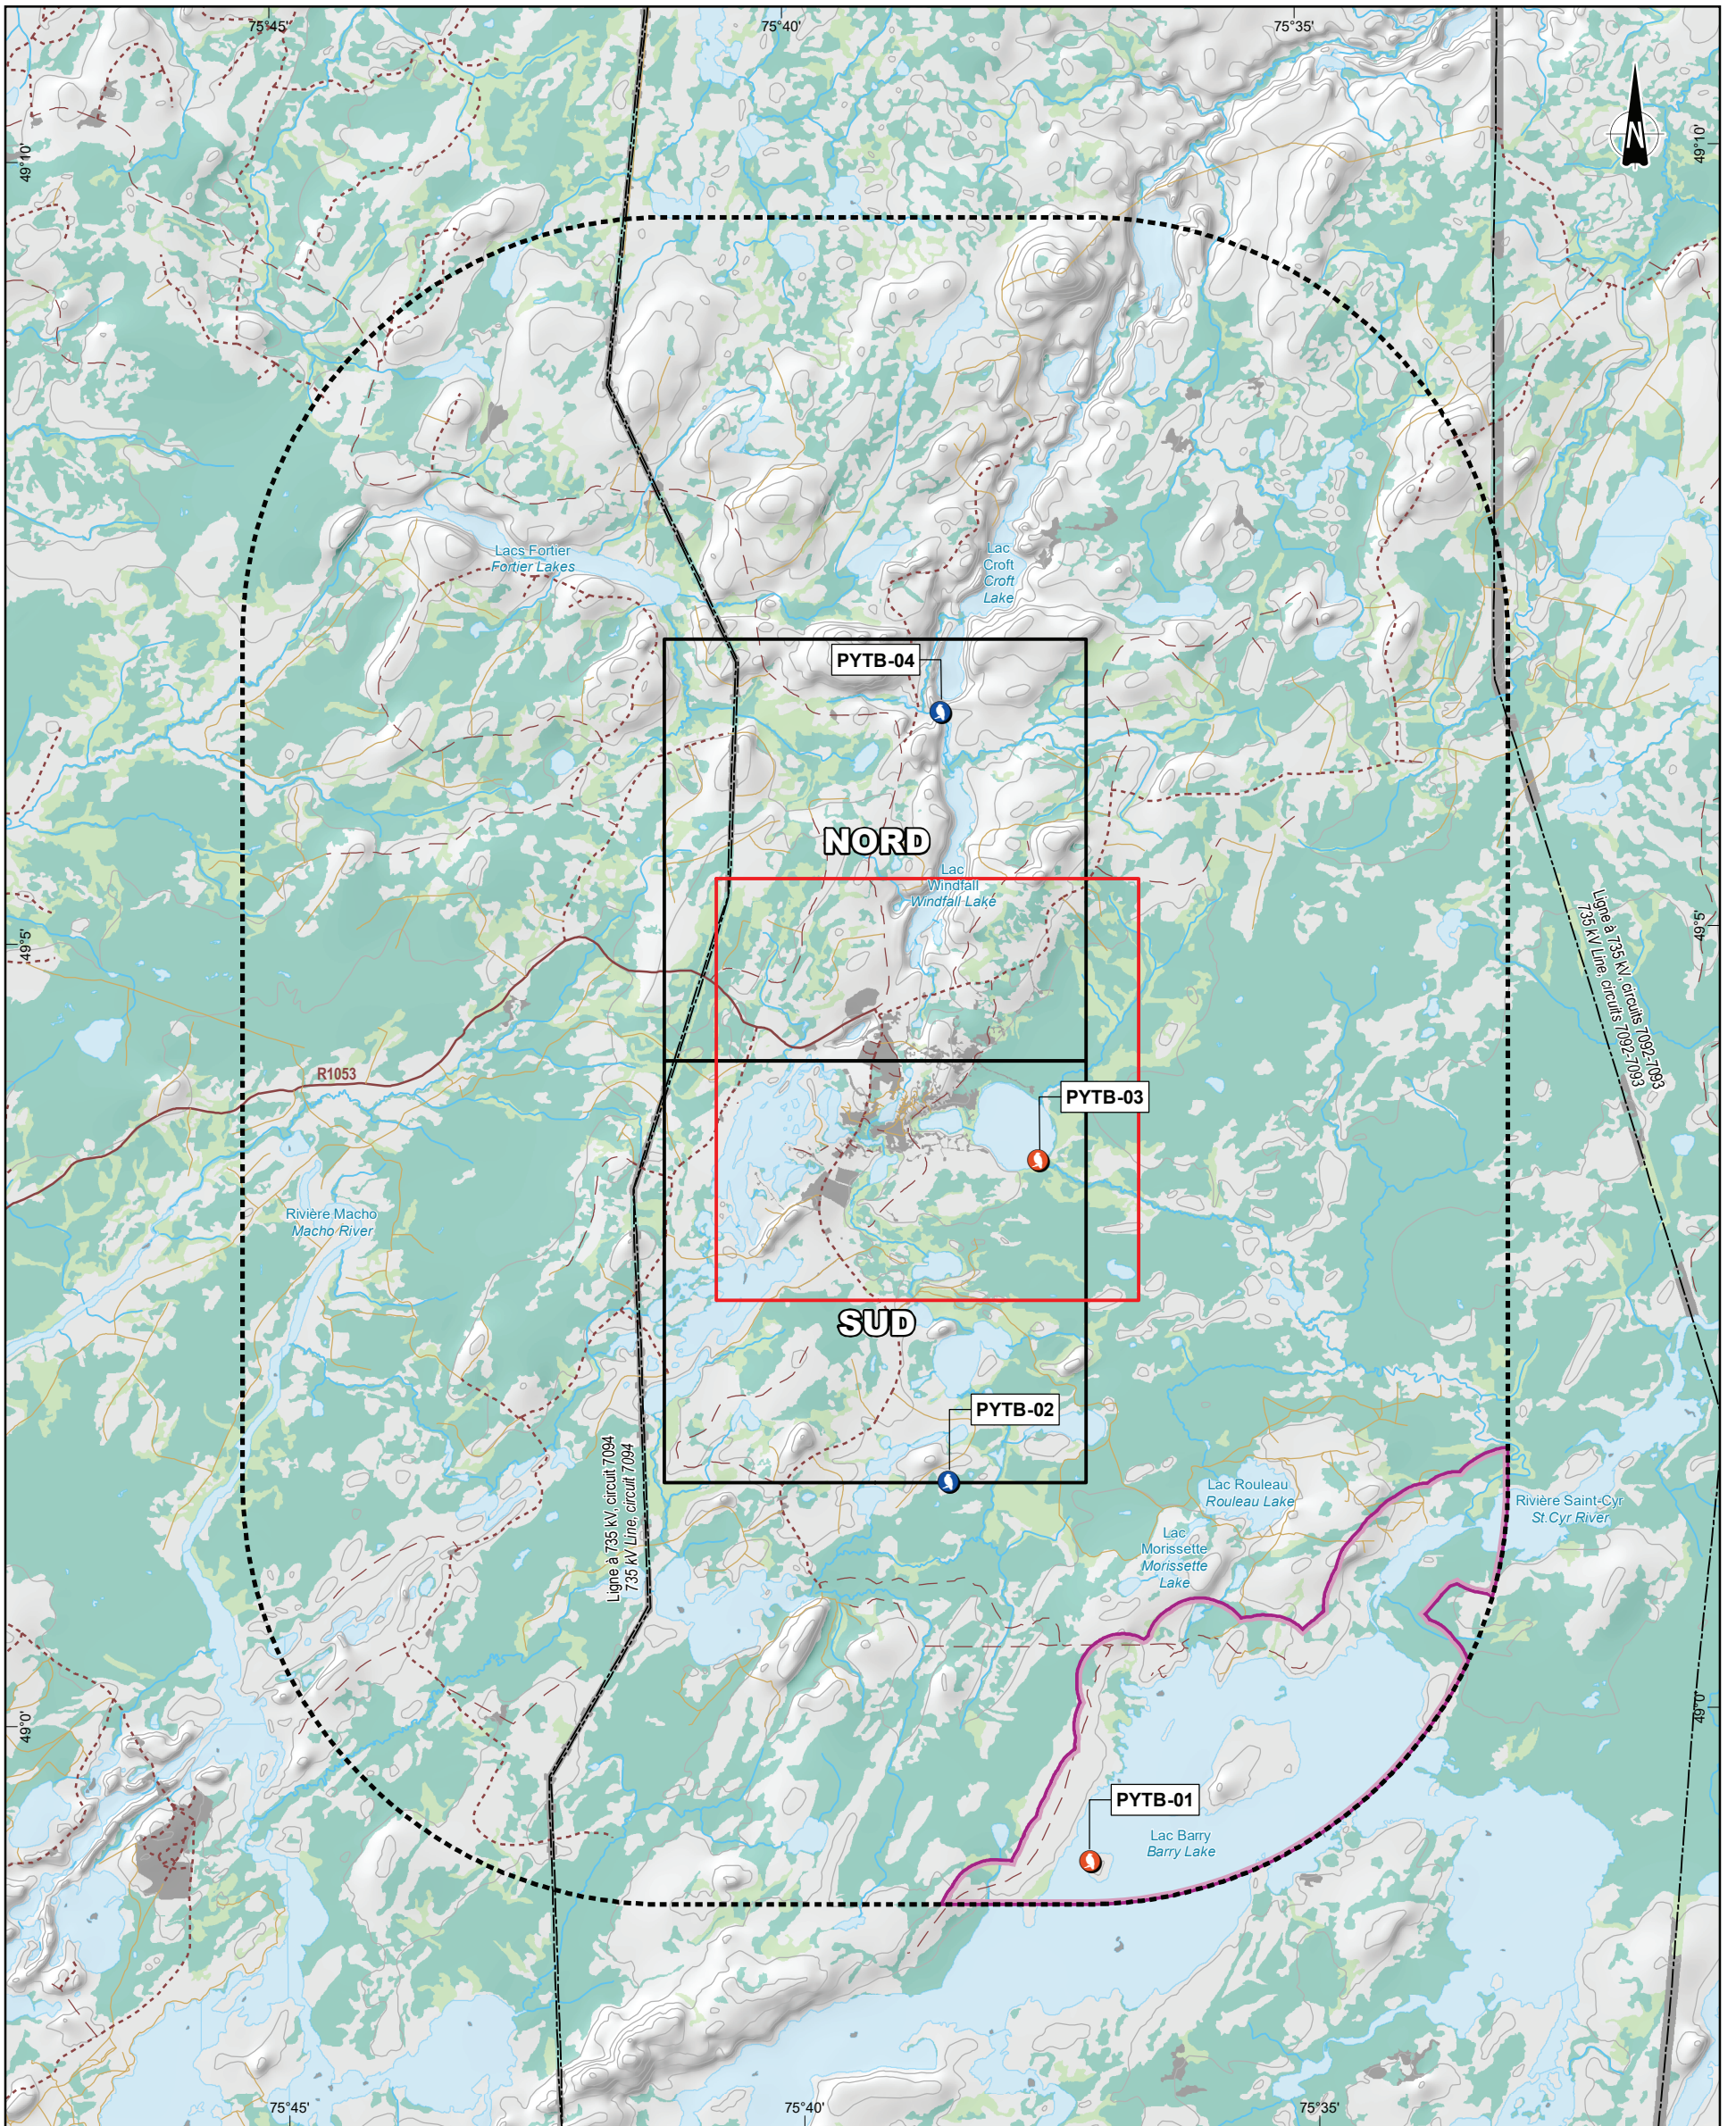 75°45'
75°40'
75°35'
N
49°10'
49°10'
Lacs Fortier
Fortier Lakes
Lac
Croft
Croft
Lake
PYTB-04
NORD
Lac
Windfall
Windfall Lake
Ligne à 735 kV, circuits 7092-7093
735 kV Line, circuits 7092-7093
49°5'
49°5'
R1053
PYTB-03
Rivière Macho
Macho River
SUD
PYTB-02
Ligne à 735 kV, circuit 7094
735 kV Line, circuit 7094
Lac Rouleau
Rouleau Lake
Rivière Saint-Cyr
St.Cyr River
Lac
Morissette
Morissette
Lake
49°0'
49°0'
PYTB-01
Lac Barry
Barry Lake
75°45'
75°40'
75°35'